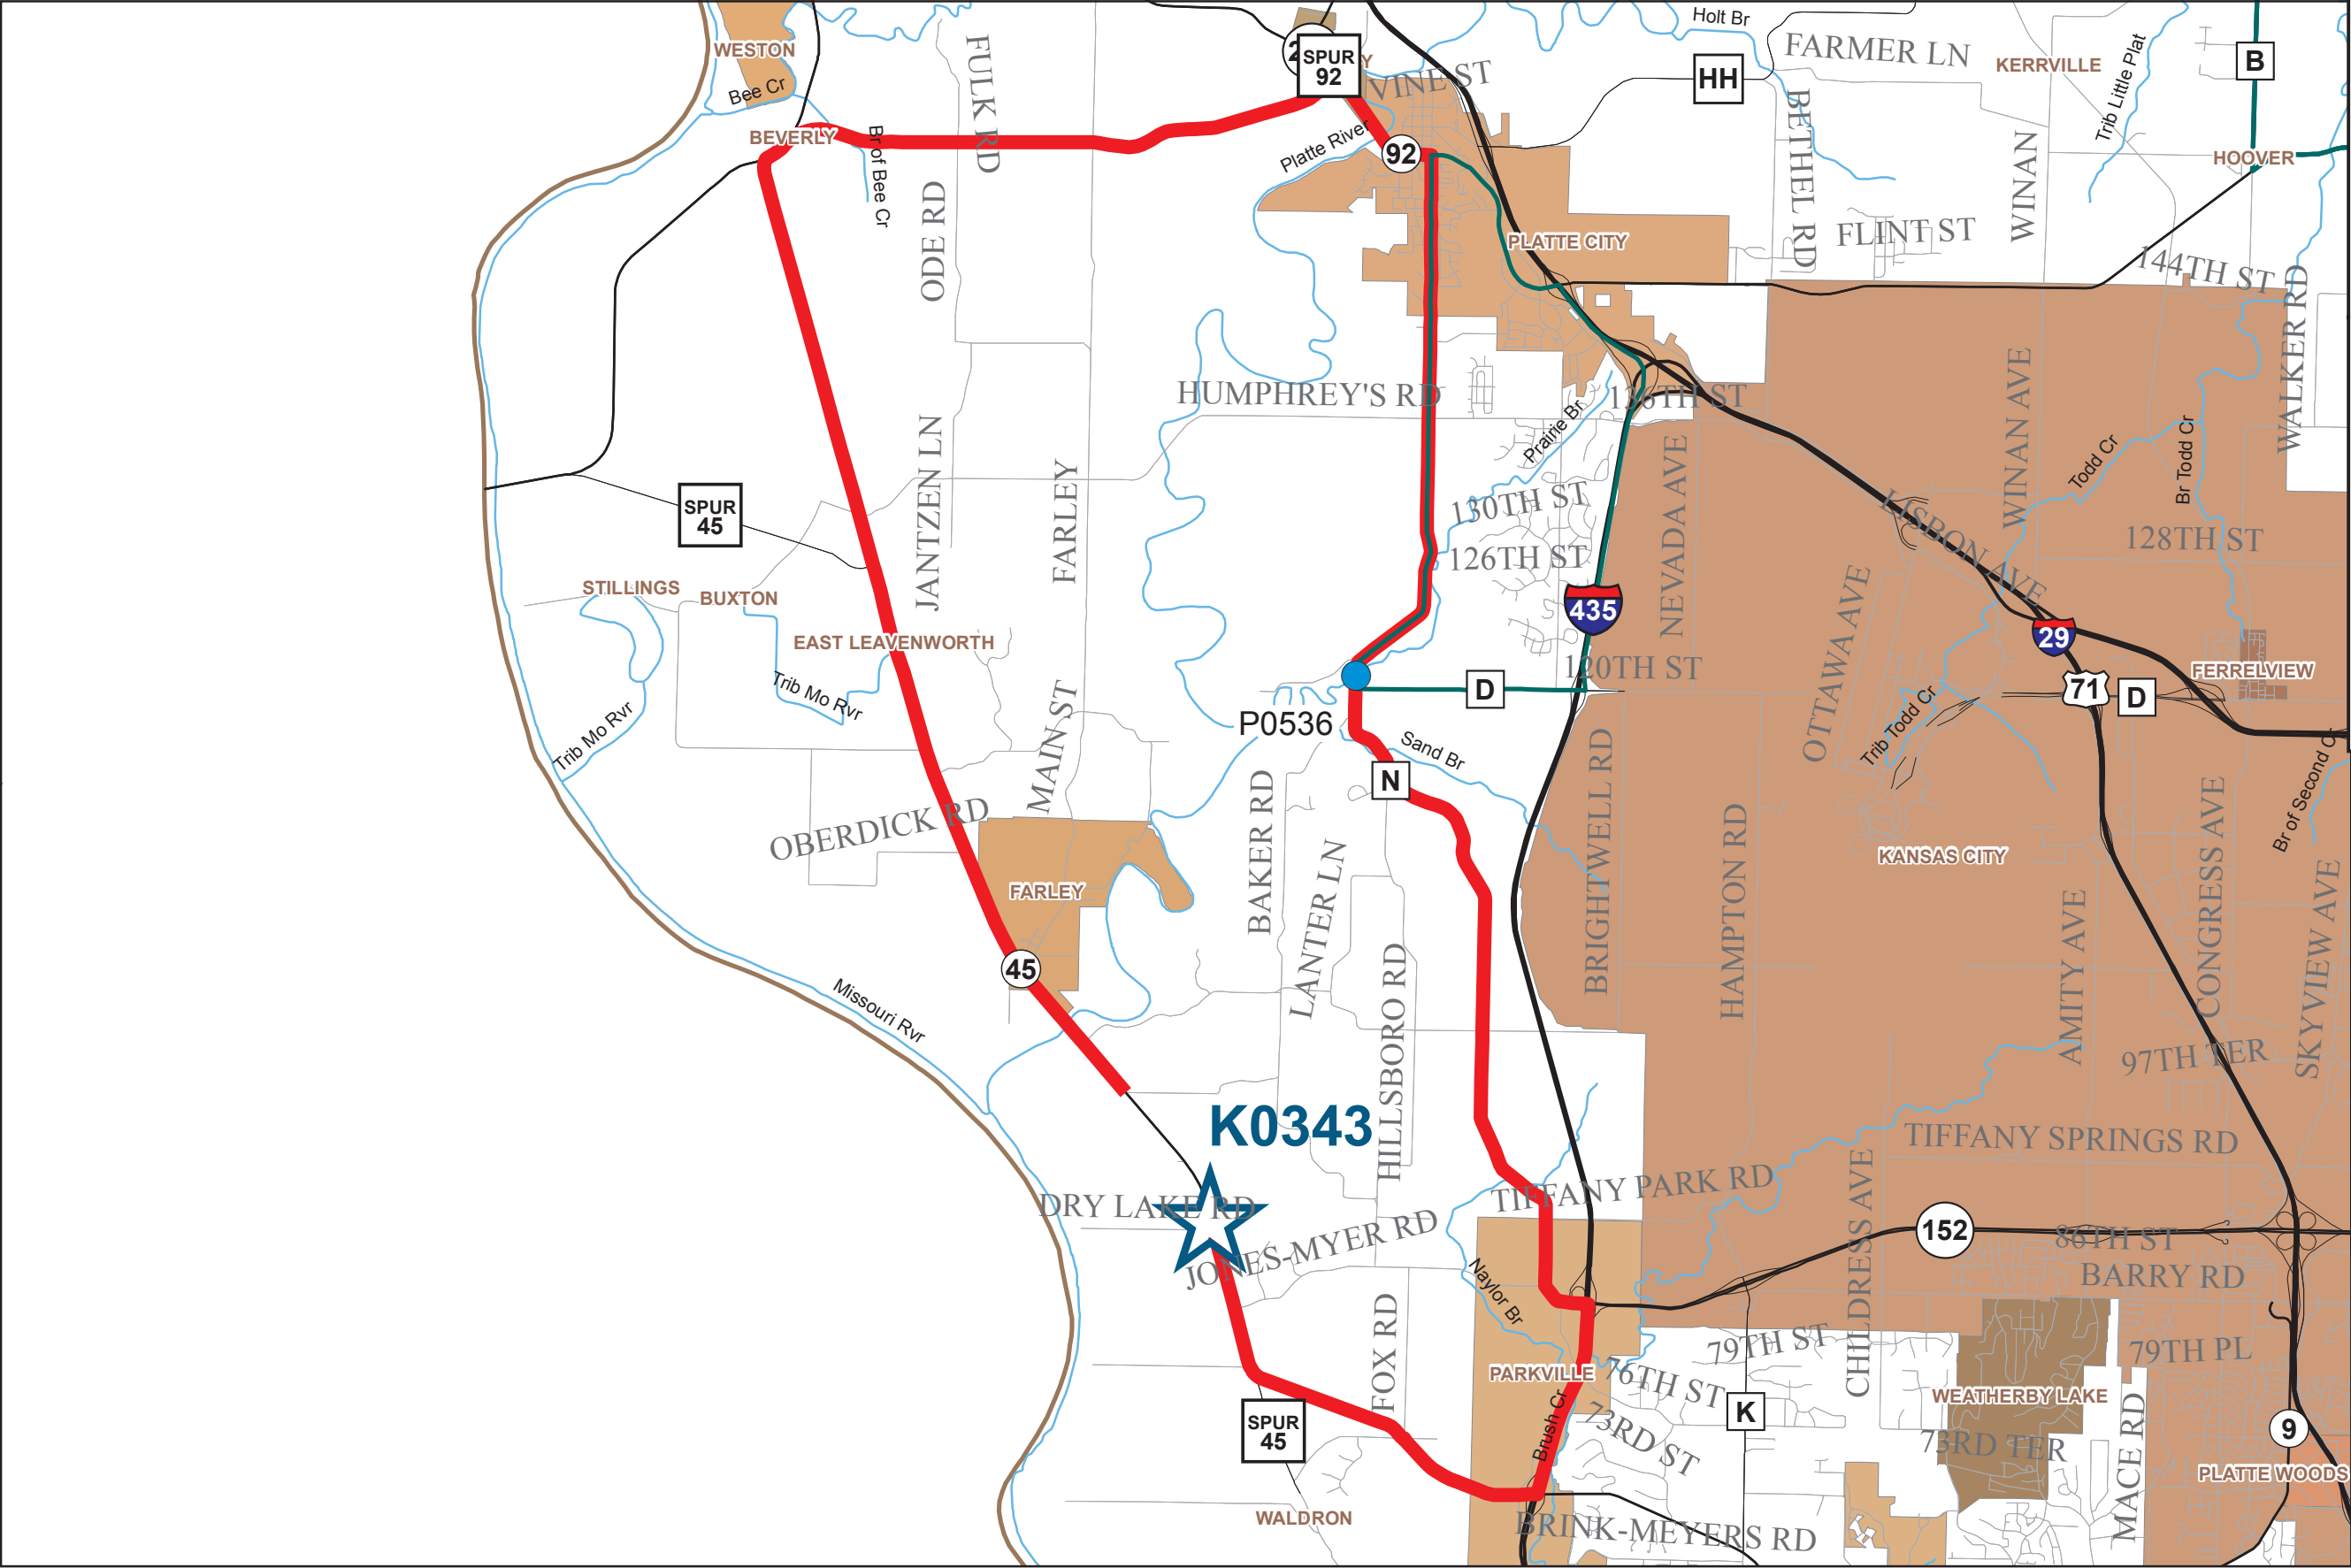 Holt Br
WESTON
FULK RD
SPUR
92
VINE ST
HH
FARMER LN
KERRVILLE
Trib Little Plat
B
Bee Cr
BEVERLY
Br of Bee Cr
Platte River
92
BETHEL RD
WINAN
HOOVER
ODE RD
PLATTE CITY
FLINT ST
144TH ST
WALKER RD
HUMPHREY'S RD
136TH ST
Prairie Br
WINAN AVE
Todd Cr
Br Todd Cr
JANTZEN LN
FARLEY
NEVADA AVE
SPUR
45
130TH ST
126TH ST
LISBON AVE
128TH ST
STILLINGS
BUXTON
435
OTTAWA AVE
29
EAST LEAVENWORTH
120TH ST
FERRELVIEW
Trib Mo Rvr
Trib Mo Rvr
D
71
D
MAIN ST
P0536
Sand Br
Trib Todd Cr
N
BRIGHTWELL RD
Br of Second Cr
OBERDICK RD
BAKER RD
LANTER LN
HAMPTON RD
KANSAS CITY
CONGRESS AVE
FARLEY
AMITY AVE
SKYVIEW AVE
45
HILLSBORO RD
Missouri Rvr
97TH TER
K0343
TIFFANY SPRINGS RD
DRY LAKE RD
TIFFANY PARK RD
CHILDRESS AVE
JONES-MYER RD
152
86TH ST
Naylor Br
BARRY RD
FOX RD
79TH ST
79TH PL
PARKVILLE
76TH ST
WEATHERBY LAKE
Brush Cr
K
SPUR
45
73RD ST
73RD TER
MACE RD
9
PLATTE WOODS
WALDRON
BRINK-MEYERS RD